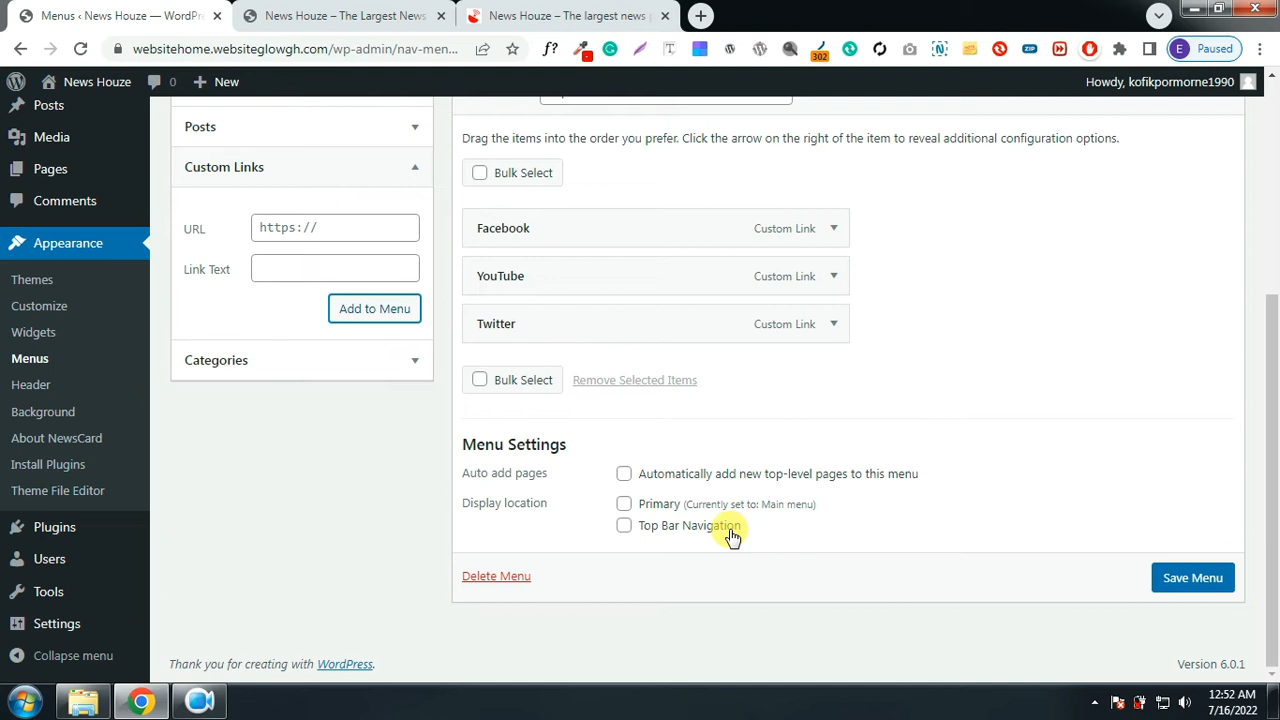 Menus ‹ News Houze — WordPre
News Houze – The Largest News
News Houze – The largest news
websitehome.websiteglowgh.com/wp-admin/nav-men...
f?
302
ZIP
E
Paused
News Houze
0
New
Howdy, kofikpormorne1990
Posts
Media
Pages
Comments
Appearance
Themes
Customize
Widgets
Menus
Header
Background
About NewsCard
Install Plugins
Theme File Editor
Plugins
Users
Tools
Settings
Collapse menu
Posts
Custom Links
URL
https://
Link Text
Add to Menu
Categories
Drag the items into the order you prefer. Click the arrow on the right of the item to reveal additional configuration options.
Bulk Select
Facebook Custom Link
YouTube Custom Link
Twitter Custom Link
Bulk Select Remove Selected Items
Menu Settings
Auto add pages Automatically add new top-level pages to this menu
Display location Primary (Currently set to: Main menu)
Top Bar Navigation
Delete Menu
Save Menu
Thank you for creating with WordPress.
Version 6.0.1
12:52 AM
7/16/2022